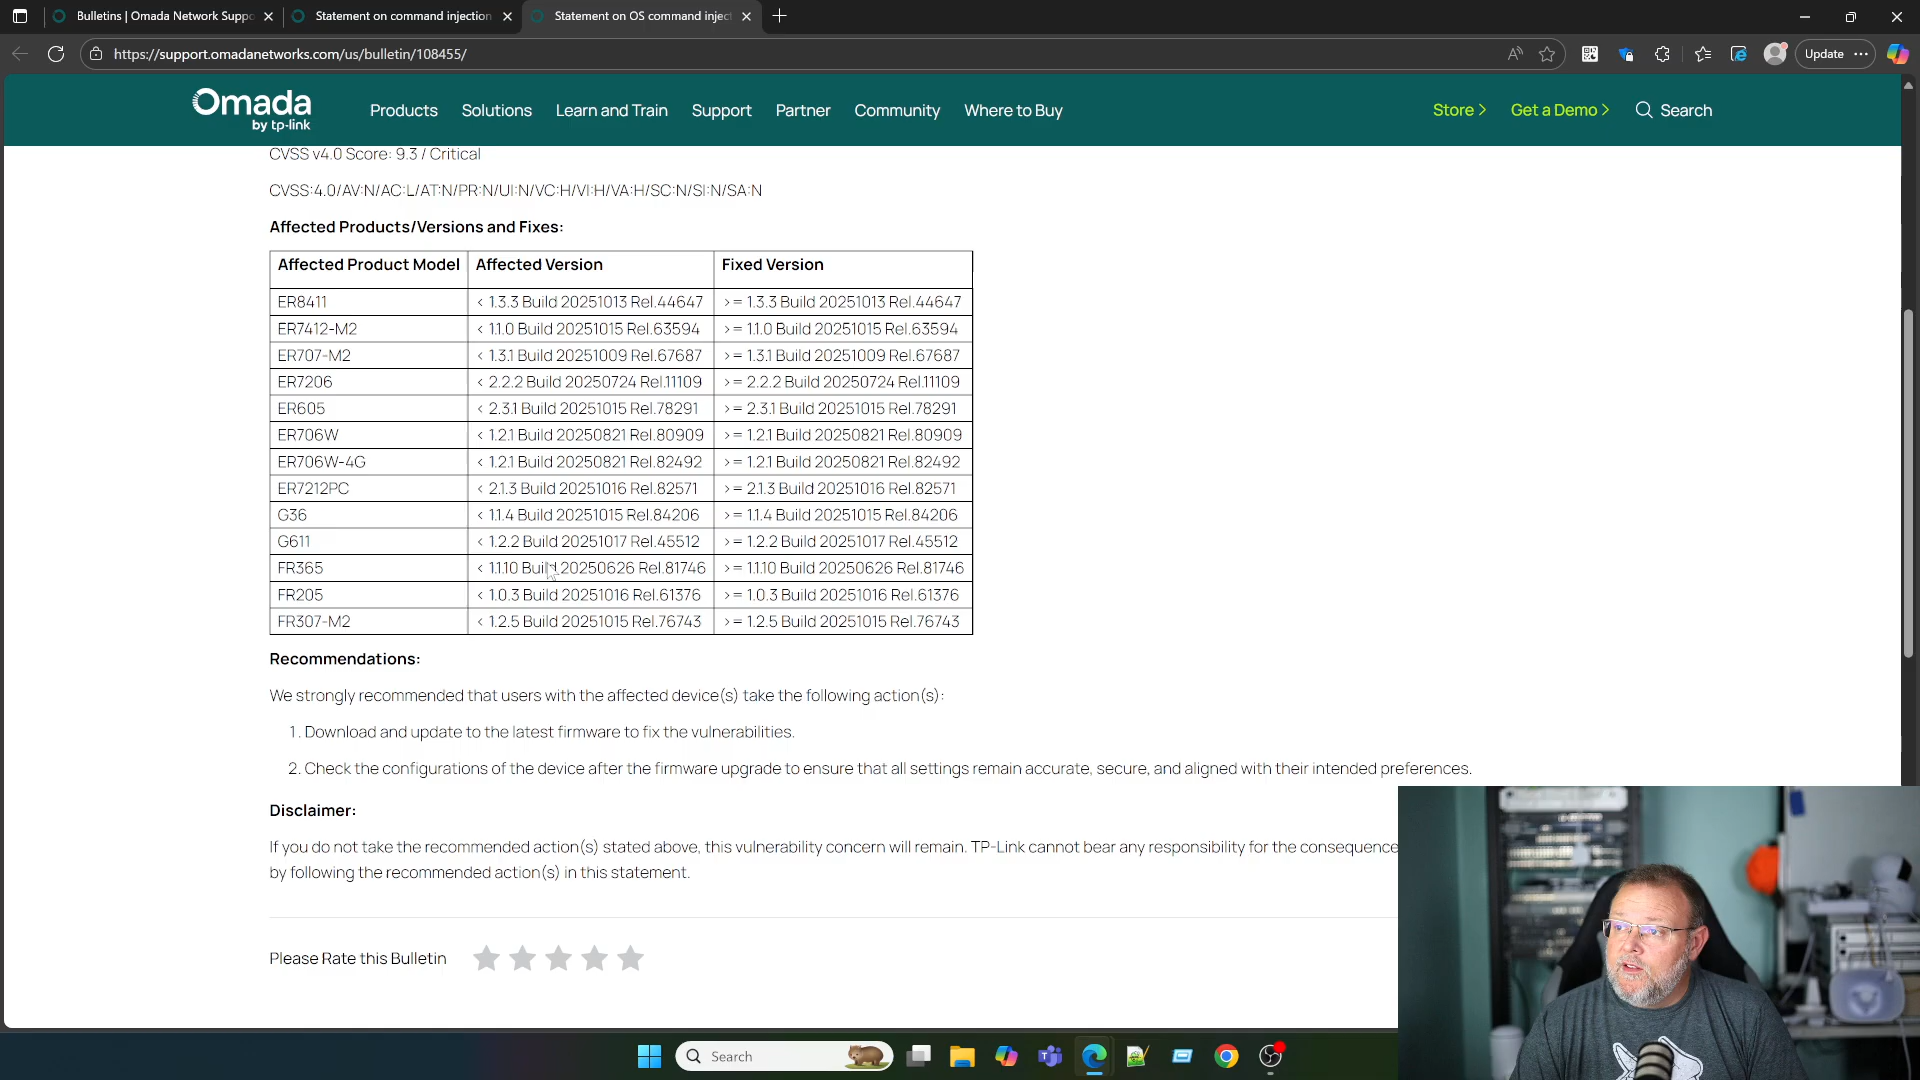 Bulletins | Omada Network Suppo
Statement on command injection
Statement on OS command inject
https://support.omadanetworks.com/us/bulletin/108455/
Update
Omada
by tp-link
Products
Solutions
Learn and Train
Support
Partner
Community
Where to Buy
Store >
Get a Demo >
Search
CVSS v4.0 Score: 9.3 / Critical
CVSS:4.0/AV:N/AC:L/AT:N/PR:N/UI:N/VC:H/VI:H/VA:H/SC:N/SI:N/SA:N
Affected Products/Versions and Fixes:
Affected Product Model Affected Version Fixed Version
ER8411 < 1.3.3 Build 20251013 Rel.44647 >= 1.3.3 Build 20251013 Rel.44647
ER7412-M2 < 1.1.0 Build 20251015 Rel.63594 >= 1.1.0 Build 20251015 Rel.63594
ER707-M2 < 1.3.1 Build 20251009 Rel.67687 >= 1.3.1 Build 20251009 Rel.67687
ER7206 < 2.2.2 Build 20250724 Rel.11109 >= 2.2.2 Build 20250724 Rel.11109
ER605 < 2.3.1 Build 20251015 Rel.78291 >= 2.3.1 Build 20251015 Rel.78291
ER706W < 1.2.1 Build 20250821 Rel.80909 >= 1.2.1 Build 20250821 Rel.80909
ER706W-4G < 1.2.1 Build 20250821 Rel.82492 >= 1.2.1 Build 20250821 Rel.82492
ER7212PC < 2.1.3 Build 20251016 Rel.82571 >= 2.1.3 Build 20251016 Rel.82571
G36 < 1.1.4 Build 20251015 Rel.84206 >= 1.1.4 Build 20251015 Rel.84206
G611 < 1.2.2 Build 20251017 Rel.45512 >= 1.2.2 Build 20251017 Rel.45512
FR365 < 1.1.10 Build 20250626 Rel.81746 >= 1.1.10 Build 20250626 Rel.81746
FR205 < 1.0.3 Build 20251016 Rel.61376 >= 1.0.3 Build 20251016 Rel.61376
FR307-M2 < 1.2.5 Build 20251015 Rel.76743 >= 1.2.5 Build 20251015 Rel.76743
Recommendations:
We strongly recommended that users with the affected device(s) take the following action(s):
1. Download and update to the latest firmware to fix the vulnerabilities.
2. Check the configurations of the device after the firmware upgrade to ensure that all settings remain accurate, secure, and aligned with their intended preferences.
Disclaimer:
If you do not take the recommended action(s) stated above, this vulnerability concern will remain. TP-Link cannot bear any responsibility for the consequence
by following the recommended action(s) in this statement.
Please Rate this Bulletin
Search